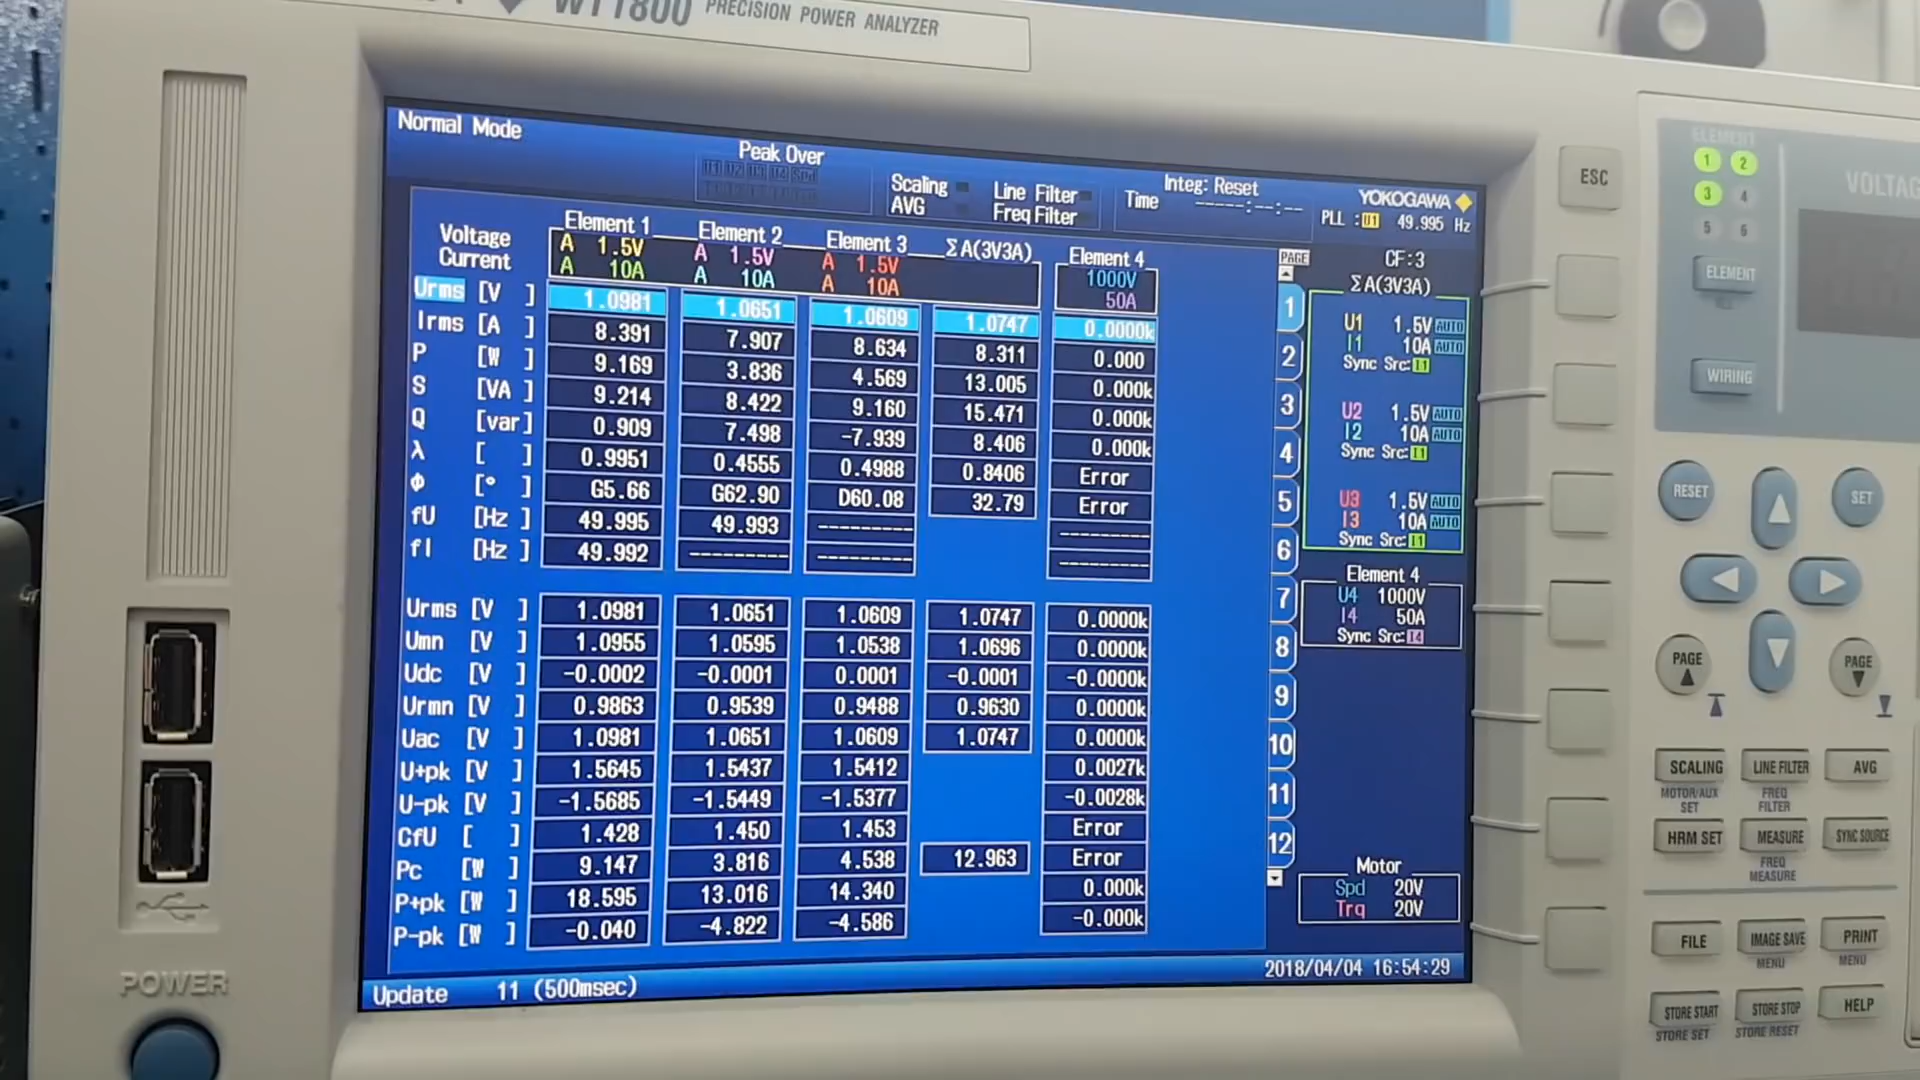 WT1800 PRECISION POWER ANALYZER
Normal Mode
Peak Over
U1 U2 U3 U4 Spd
Scaling
AVG
Line Filter
Freq Filter
Time
Integ: Reset
-----:--:--
YOKOGAWA
PLL :U1 49.995 Hz
Voltage
Current
Element 1 Element 2 Element 3 ΣA(3V3A) Element 4
A 1.5V A 1.5V A 1.5V 1000V
A 10A A 10A A 10A 50A
Urms [V ] 1.0981 1.0651 1.0609 1.0747 0.0000k
Irms [A ] 8.391 7.907 8.634 8.311 0.000
P [W ] 9.169 3.836 4.569 13.005 0.000k
S [VA ] 9.214 8.422 9.160 15.471 0.000k
Q [var] 0.909 7.498 -7.939 8.406 0.000k
λ [ ] 0.9951 0.4555 0.4988 0.8406 Error
Φ [° ] G5.66 G62.90 D60.08 32.79 Error
fU [Hz ] 49.995 49.993 --------- ---------
fI [Hz ] 49.992 --------- --------- ---------
Urms [V ] 1.0981 1.0651 1.0609 1.0747 0.0000k
Umn [V ] 1.0955 1.0595 1.0538 1.0696 0.0000k
Udc [V ] -0.0002 -0.0001 0.0001 -0.0001 -0.0000k
Urmn [V ] 0.9863 0.9539 0.9488 0.9630 0.0000k
Uac [V ] 1.0981 1.0651 1.0609 1.0747 0.0000k
U+pk [V ] 1.5645 1.5437 1.5412 0.0027k
U-pk [V ] -1.5685 -1.5449 -1.5377 -0.0028k
CfU [ ] 1.428 1.450 1.453 Error
Pc [W ] 9.147 3.816 4.538 12.963 Error
P+pk [W ] 18.595 13.016 14.340 0.000k
P-pk [W ] -0.040 -4.822 -4.586 -0.000k
Update 11 (500msec)
2018/04/04 16:54:29
PAGE
1
2
3
4
5
6
7
8
9
10
11
12
CF:3
ΣA(3V3A)
U1 1.5V AUTO
I1 10A AUTO
Sync Src:I1
U2 1.5V AUTO
I2 10A AUTO
Sync Src:I1
U3 1.5V AUTO
I3 10A AUTO
Sync Src:I1
Element 4
U4 1000V
I4 50A
Sync Src:I4
Motor
Spd 20V
Trq 20V
POWER
ESC
ELEMENT
1 2
3 4
5 6
ELEMENT
WIRING
VOLTAG
RESET
SET
PAGE
PAGE
SCALING LINE FILTER AVG
MOTOR/AUX SET
FREQ FILTER
HRM SET MEASURE SYNC SOURCE
FREQ MEASURE
FILE IMAGE SAVE PRINT
MENU MENU
STORE START STORE STOP HELP
STORE SET STORE RESET